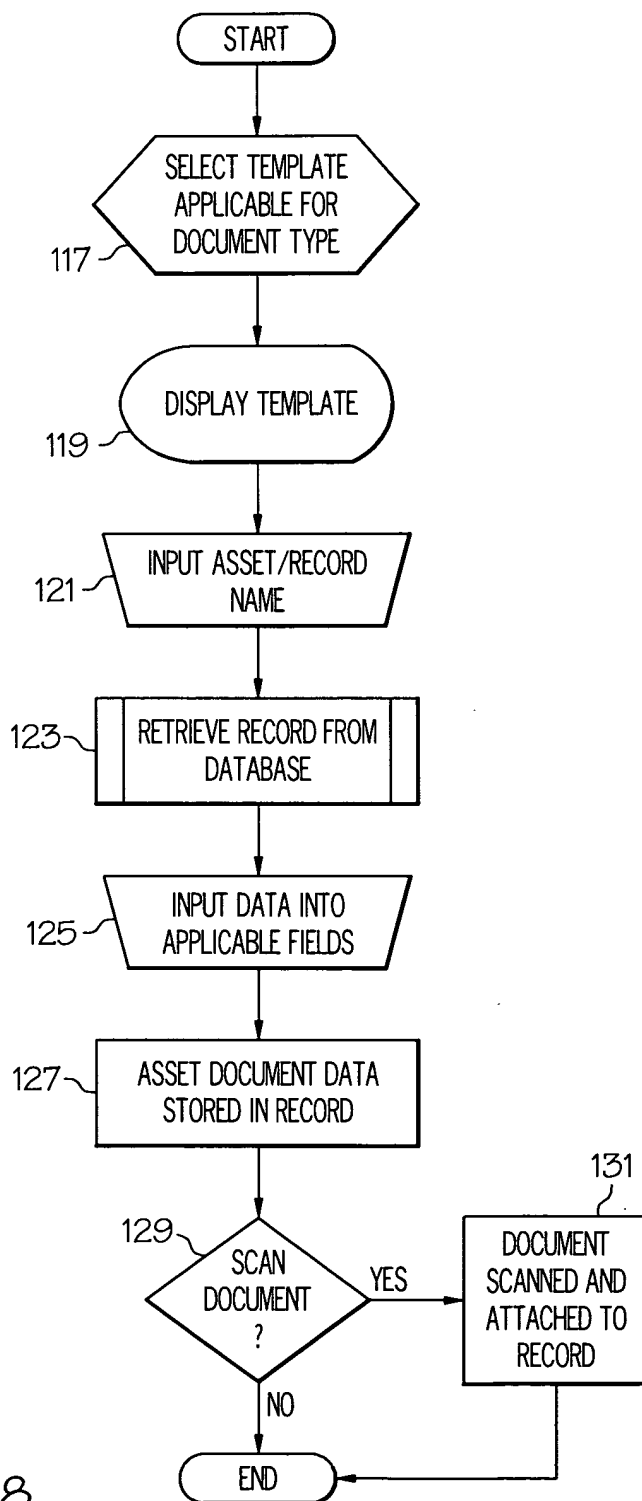 START
SELECT TEMPLATE
APPLICABLE FOR
DOCUMENT TYPE
117
DISPLAY TEMPLATE
119
INPUT ASSET/RECORD
NAME
121
RETRIEVE RECORD FROM
DATABASE
123
INPUT DATA INTO
APPLICABLE FIELDS
125
ASSET DOCUMENT DATA
STORED IN RECORD
127
129
SCAN
DOCUMENT
?
YES
131
DOCUMENT
SCANNED AND
ATTACHED TO
RECORD
NO
END
8